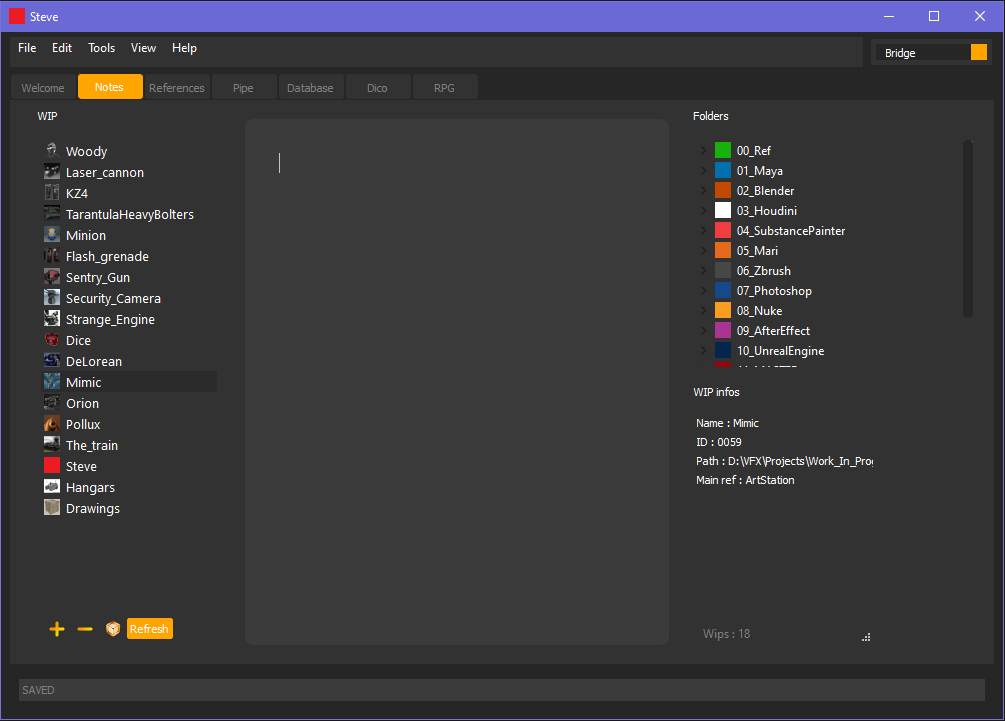 Steve
File Edit Tools View Help
Bridge
Welcome Notes References Pipe Database Dico RPG
WIP
Woody
Laser_cannon
KZ4
TarantulaHeavyBolters
Minion
Flash_grenade
Sentry_Gun
Security_Camera
Strange_Engine
Dice
DeLorean
Mimic
Orion
Pollux
The_train
Steve
Hangars
Drawings
Refresh
Folders
00_Ref
01_Maya
02_Blender
03_Houdini
04_SubstancePainter
05_Mari
06_Zbrush
07_Photoshop
08_Nuke
09_AfterEffect
10_UnrealEngine
WIP infos
Name : Mimic
ID : 0059
Path : D:\VFX\Projects\Work_In_Prog
Main ref : ArtStation
Wips : 18
SAVED